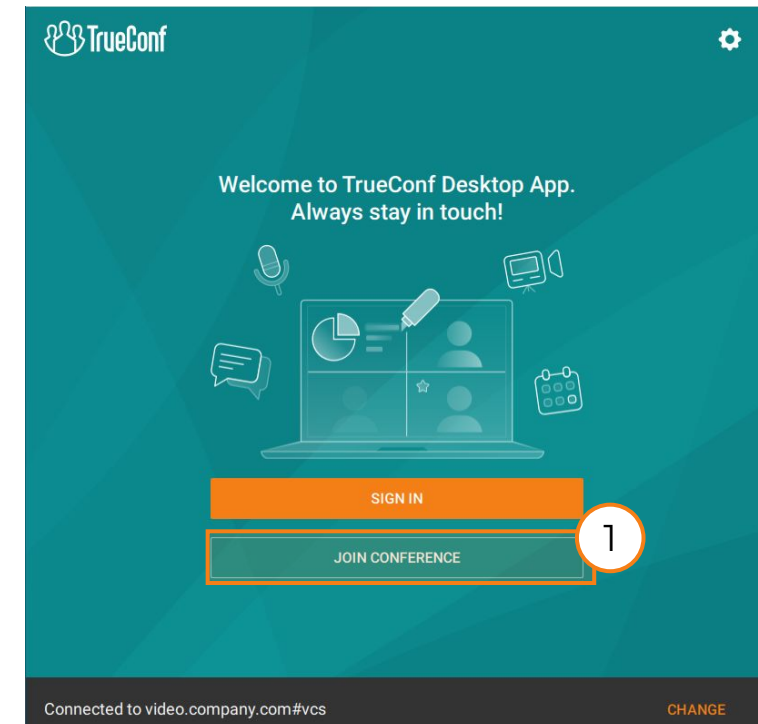 TrueConf
Welcome to TrueConf Desktop App.
Always stay in touch!
SIGN IN
JOIN CONFERENCE
1
Connected to video.company.com#vcs
CHANGE